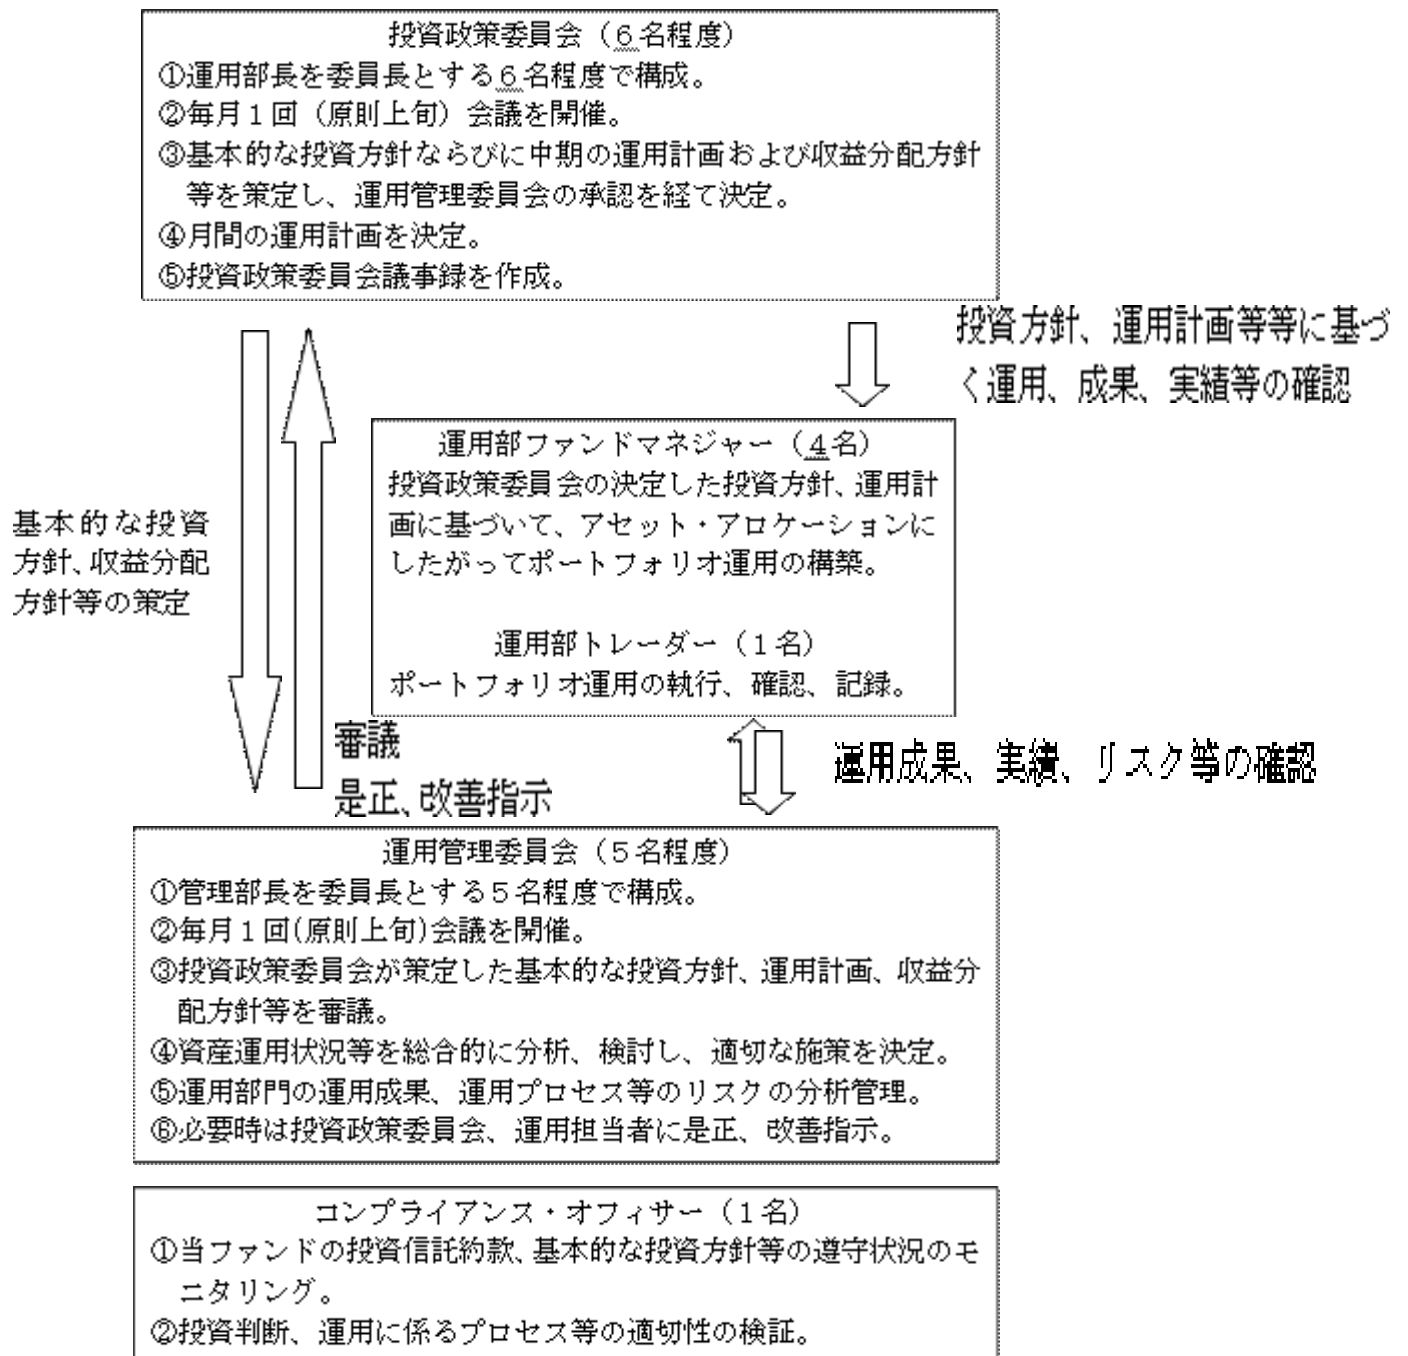 投資政策委員会（６名程度）
①運用部長を委員長とする６名程度で構成。
②毎月１回（原則上旬）会議を開催。
③基本的な投資方針ならびに中期の運用計画および収益分配方針
等を策定し、運用管理委員会の承認を経て決定。
④月間の運用計画を決定。
⑤投資政策委員会議事録を作成。
投資方針、運用計画等等に基づ
く運用、成果、実績等の確認
運用部ファンドマネジャー（４名）
投資政策委員会の決定した投資方針、運用計
画に基づいて、アセット・アロケーションに
したがってポートフォリオ運用の構築。
運用部トレーダー（１名）
ポートフォリオ運用の執行、確認、記録。
基本的な投資
方針、収益分配
方針等の策定
審議
是正、改善指示
運用成果、実績、リスク等の確認
運用管理委員会（５名程度）
①管理部長を委員長とする５名程度で構成。
②毎月１回(原則上旬)会議を開催。
③投資政策委員会が策定した基本的な投資方針、運用計画、収益分
配方針等を審議。
④資産運用状況等を総合的に分析、検討し、適切な施策を決定。
⑤運用部門の運用成果、運用プロセス等のリスクの分析管理。
⑥必要時は投資政策委員会、運用担当者に是正、改善指示。
コンプライアンス・オフィサー（１名）
①当ファンドの投資信託約款、基本的な投資方針等の遵守状況のモ
ニタリング。
②投資判断、運用に係るプロセス等の適切性の検証。